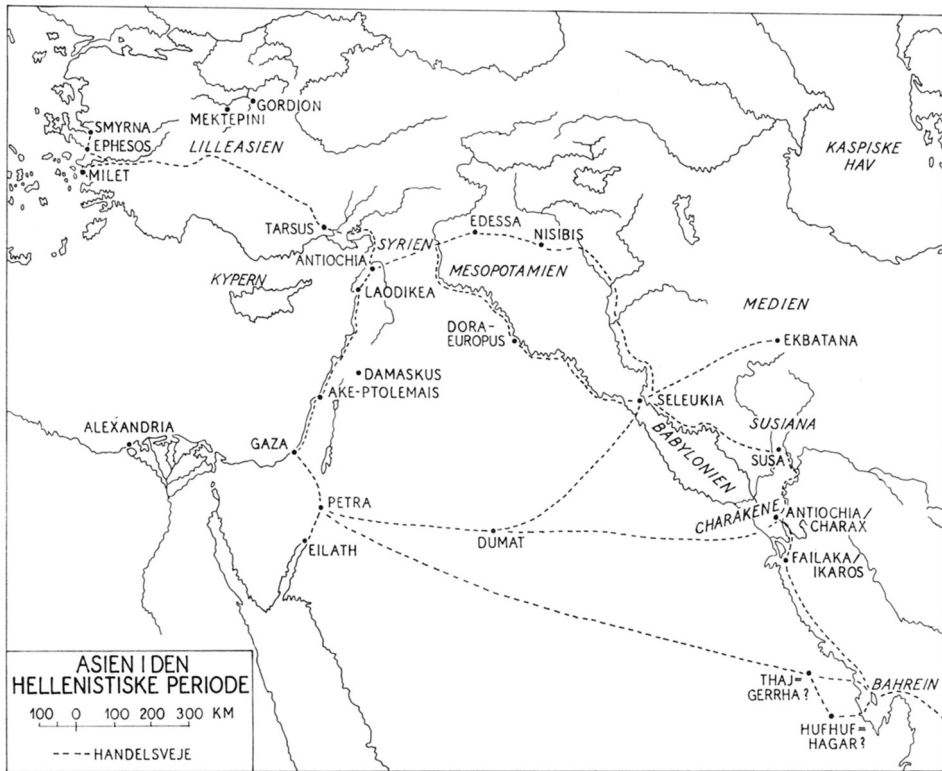 GORDION
MEKTEPINI
SMYRNA
EPHESOS
LILLEASIEN
MILET
KASPISKE
HAV
TARSUS
SYRIEN
EDESSA
NISIBIS
ANTIOCHIA
MESOPOTAMIEN
KYPERN
LAODIKEA
MEDIEN
DORA-
EUROPUS
EKBATANA
DAMASKUS
AKE-PTOLEMAIS
SELEUKIA
ALEXANDRIA
GAZA
BABYLONIEN
SUSIANA
SUSA
PETRA
CHARAKENE
ANTIOCHIA/
CHARAX
EILATH
DUMAT
FAILAKA/
IKAROS
ASIEN I DEN
HELLENISTISKE PERIODE
100 0 100 200 300 KM
---- HANDELSVEJE
THAJ=
GERRHA?
BAHREIN
HUFHUF=
HAGAR?